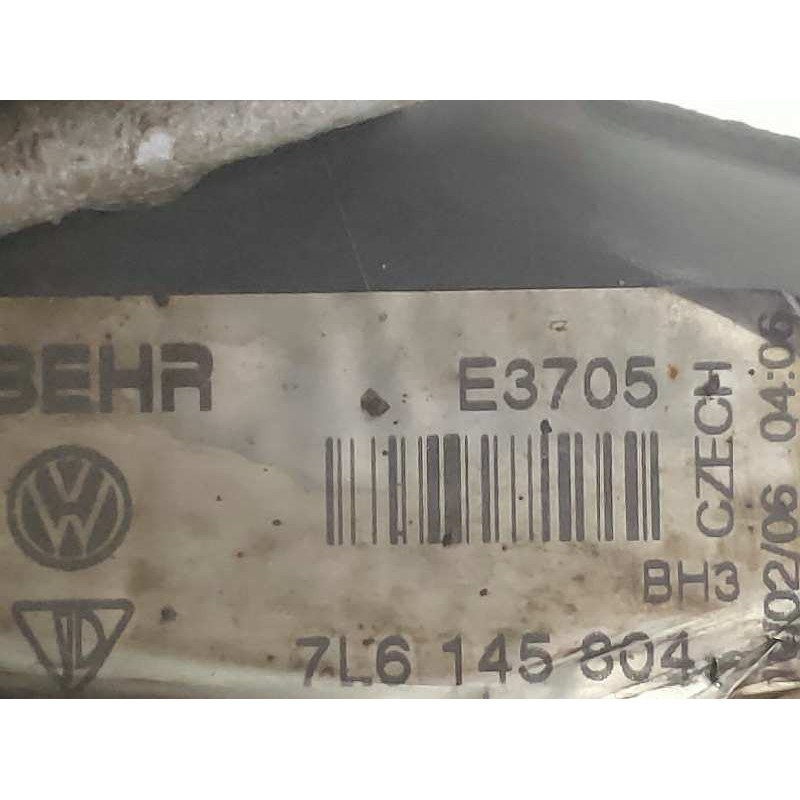 BEHR E3705
CZECH
BH3
7L6 145 804
02/06 04:06